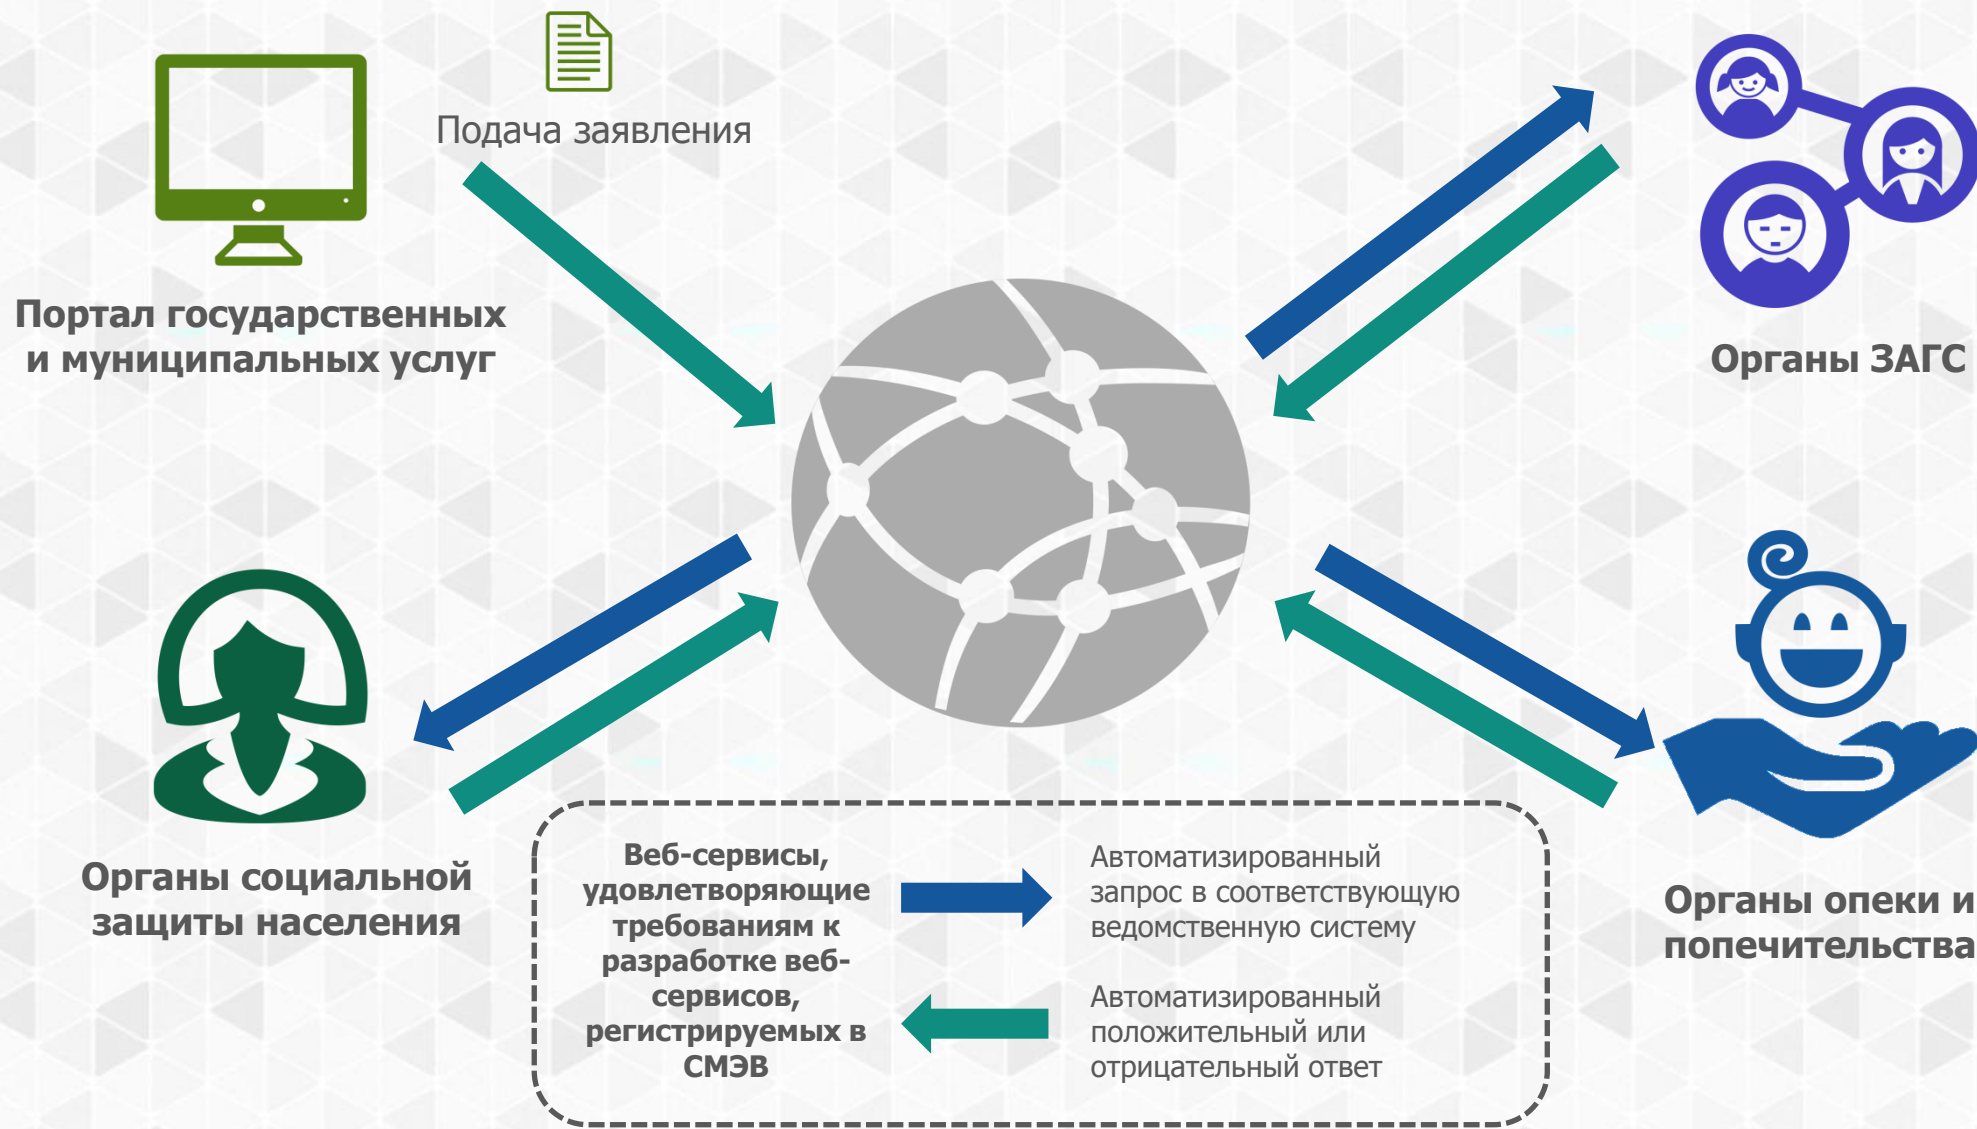 Подача заявления
Портал государственных
и муниципальных услуг
Органы ЗАГС
Органы социальной
защиты населения
Веб-сервисы,
удовлетворяющие
требованиям к
разработке веб-
сервисов,
регистрируемых в
СМЭВ
Автоматизированный
запрос в соответствующую
ведомственную систему
Автоматизированный
положительный или
отрицательный ответ
Органы опеки и
попечительства